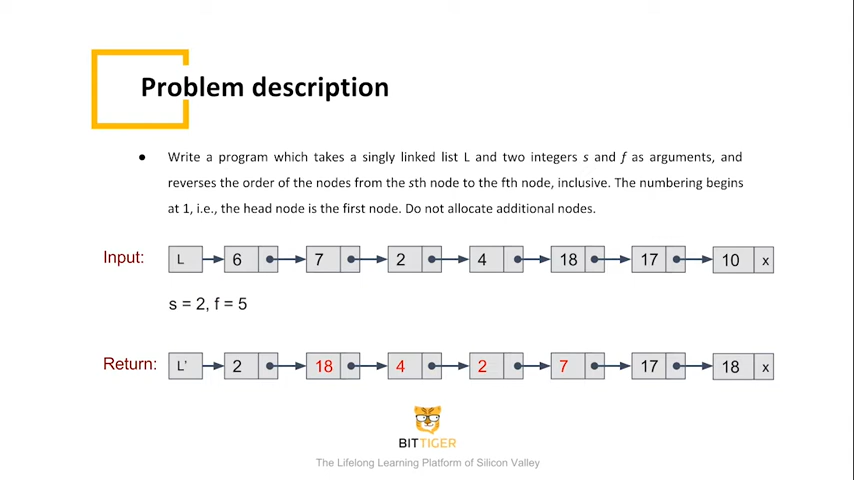 Problem description
● Write a program which takes a singly linked list L and two integers s and f as arguments, and
reverses the order of the nodes from the sth node to the fth node, inclusive. The numbering begins
at 1, i.e., the head node is the first node. Do not allocate additional nodes.
Input: L 6 7 2 4 18 17 10 x
s = 2, f = 5
Return: L' 2 18 4 2 7 17 18 x
BITTIGER
The Lifelong Learning Platform of Silicon Valley